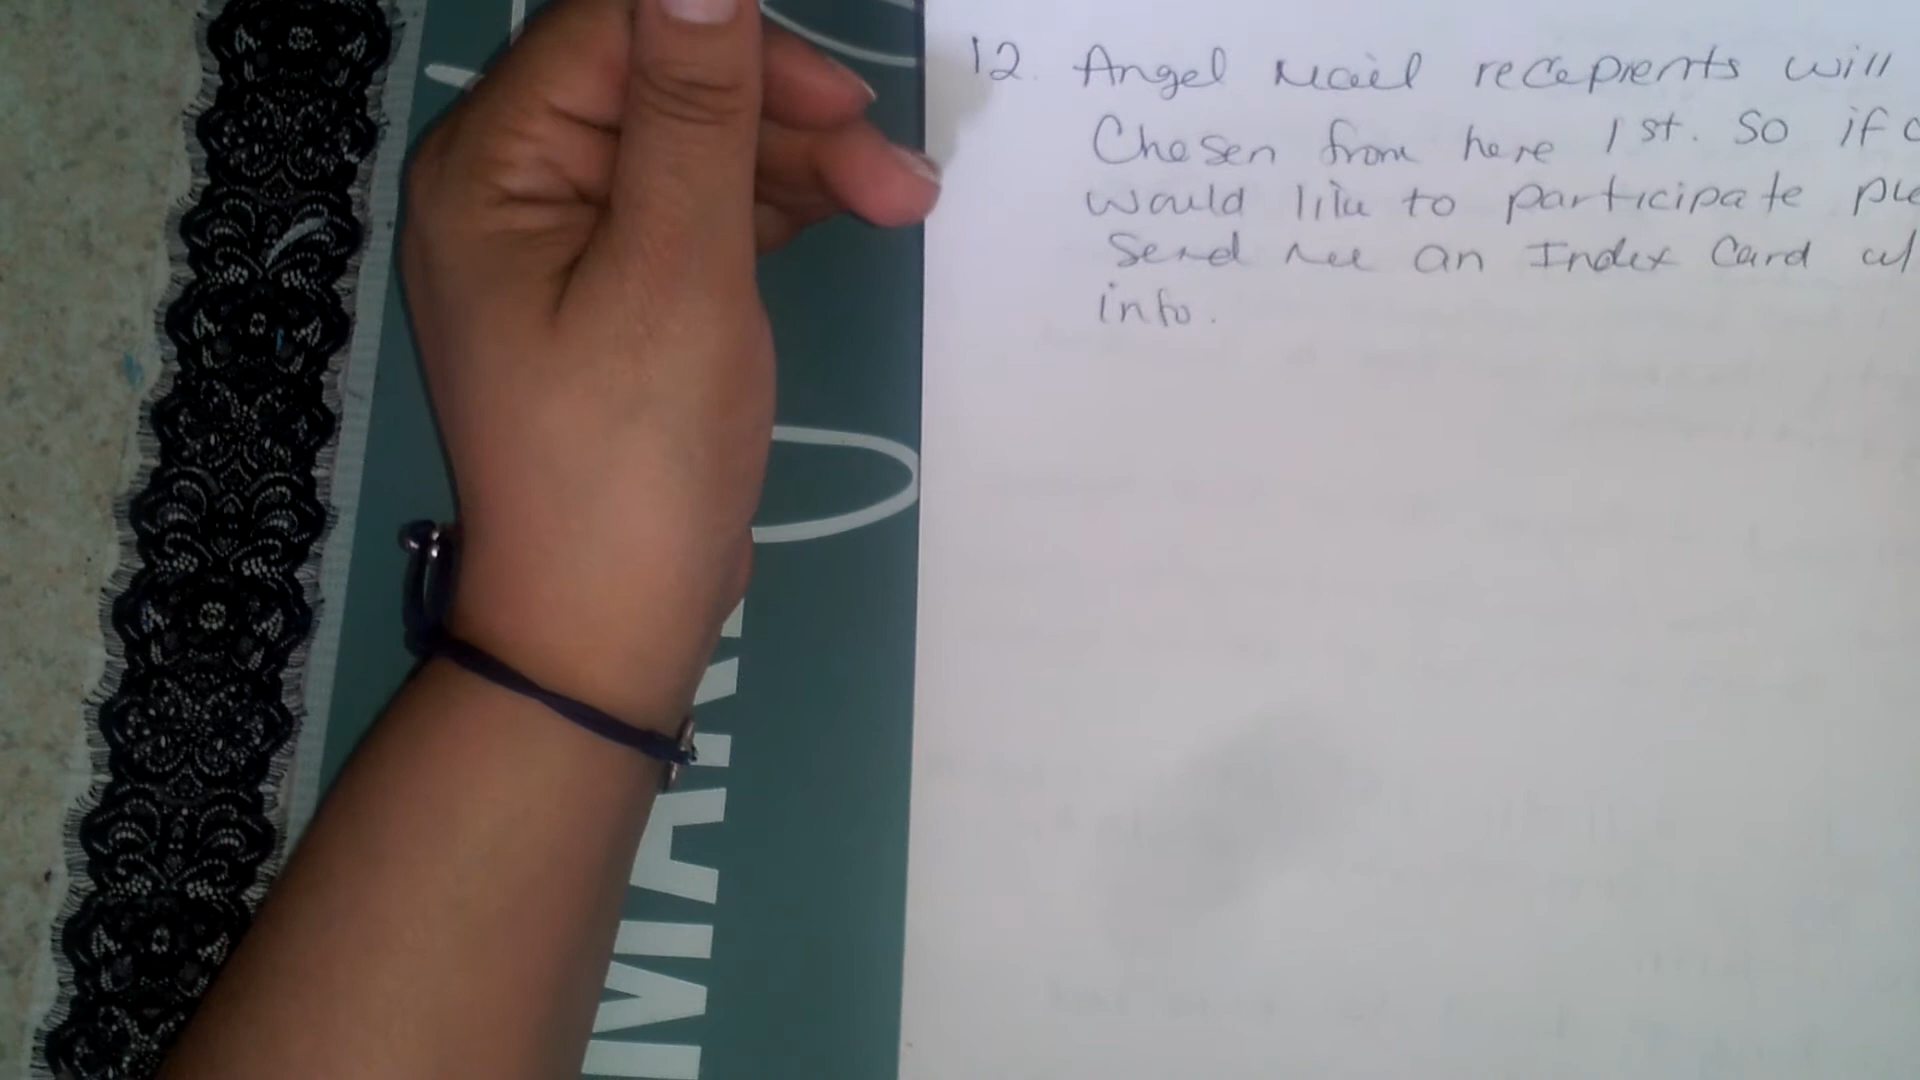 12. Angel Mail recepients will
Chosen from here 1st. So if
would like to participate
Send me an Index Card w/
info.
MAR